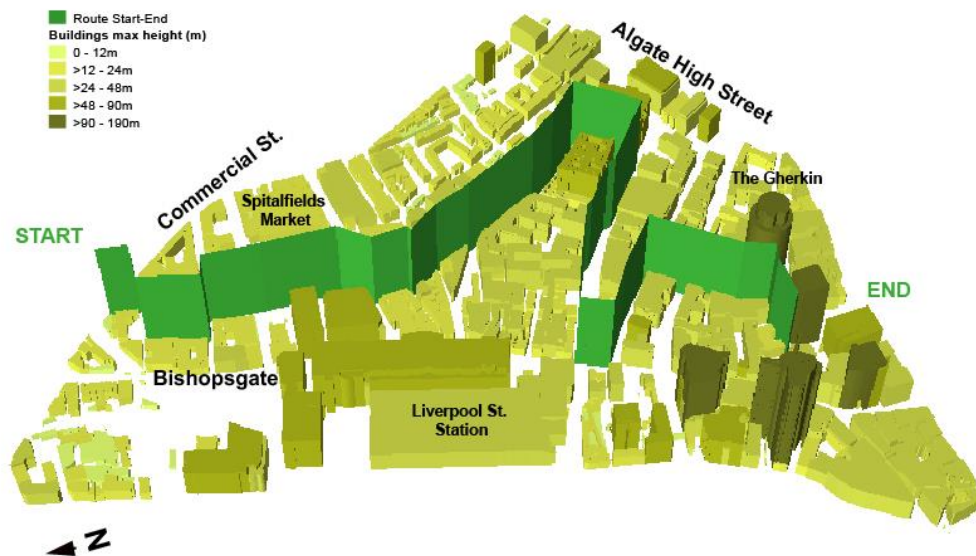 Route Start-End
Buildings max height (m)
0 - 12m
>12 - 24m
>24 - 48m
>48 - 90m
>90 - 190m
Algate High Street
Commercial St.
Spitalfields
Market
The Gherkin
START
END
Bishopsgate
Liverpool St.
Station
N